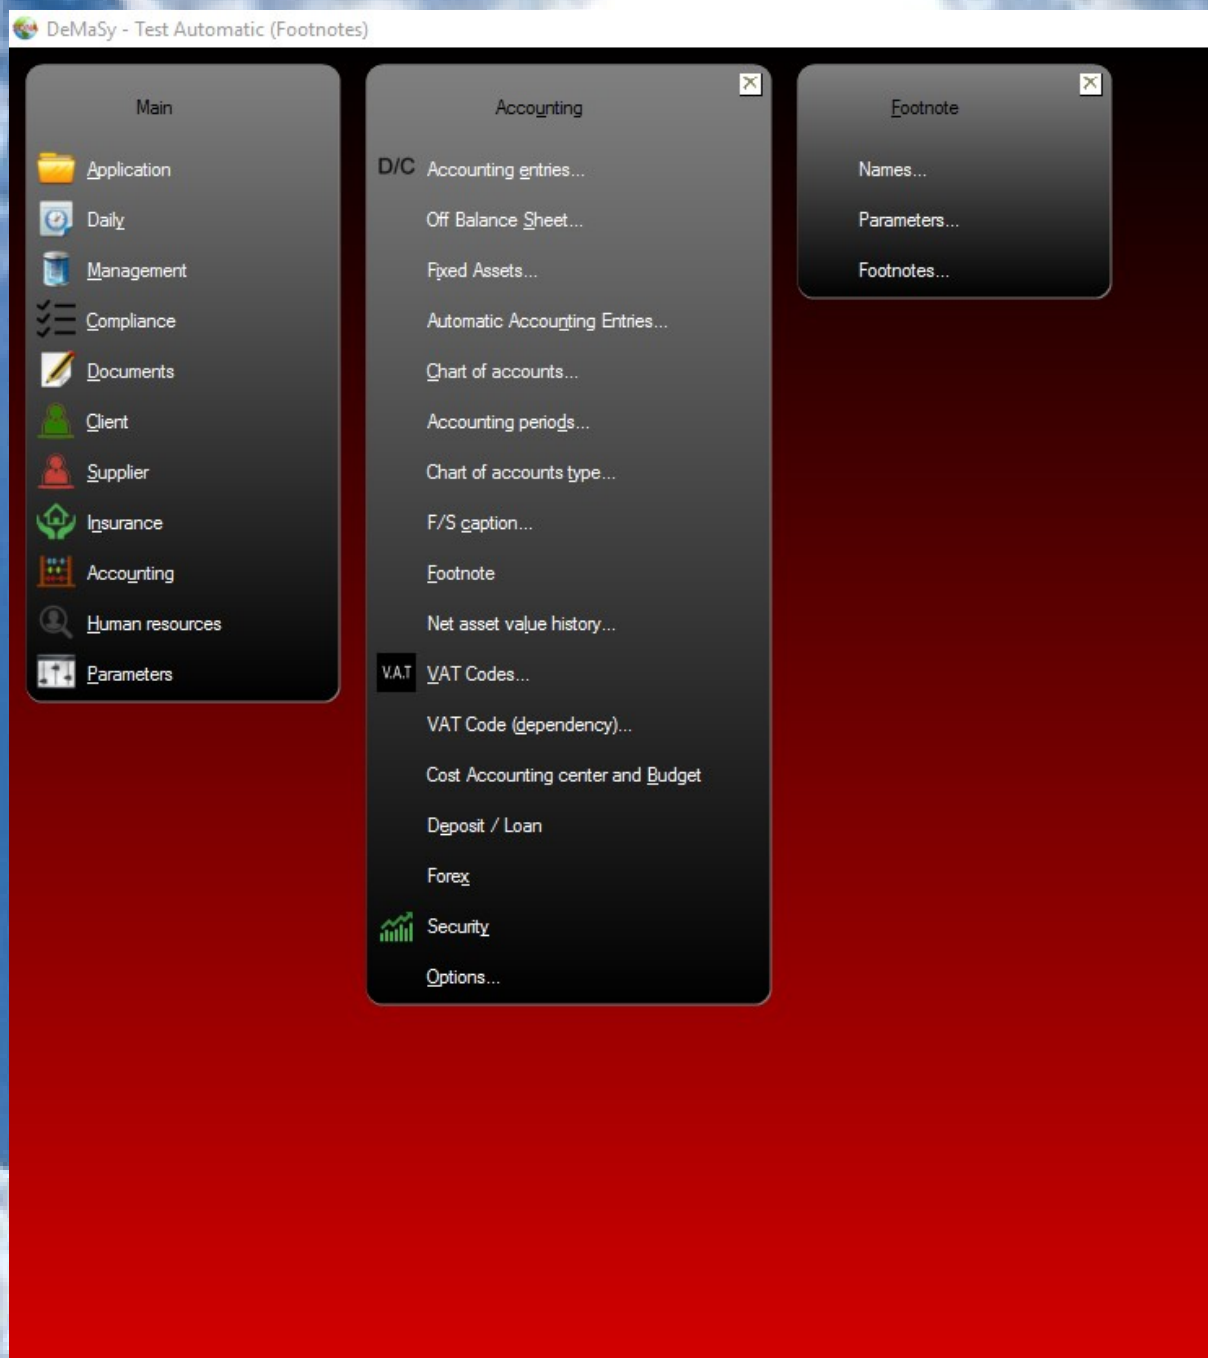 DeMaSy - Test Automatic (Footnotes)
Main
Application
Daily
Management
Compliance
Documents
Client
Supplier
Insurance
Accounting
Human resources
Parameters
Accounting
D/C Accounting entries...
Off Balance Sheet...
Fixed Assets...
Automatic Accounting Entries...
Chart of accounts...
Accounting periods...
Chart of accounts type...
F/S caption...
Footnote
Net asset value history...
V.A.T VAT Codes...
VAT Code (dependency)...
Cost Accounting center and Budget
Deposit / Loan
Forex
Security
Options...
Footnote
Names...
Parameters...
Footnotes...